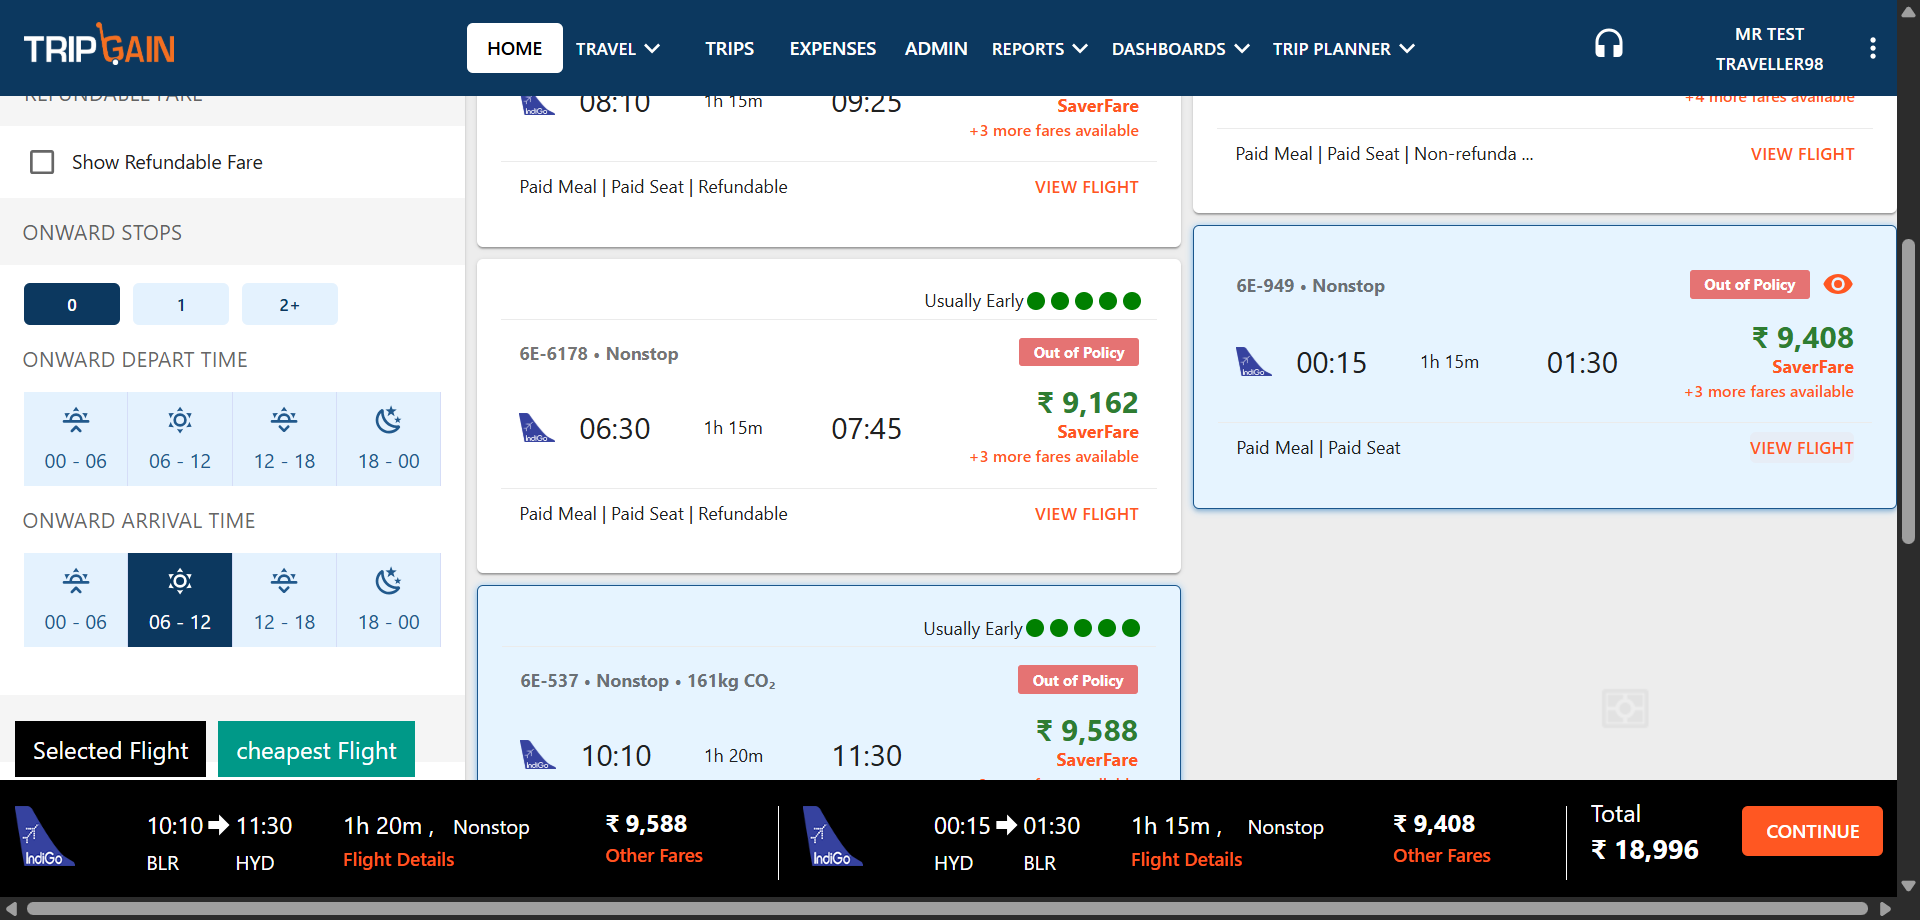 TRIPGAIN
HOME
TRAVEL
TRIPS
EXPENSES
ADMIN
REPORTS
DASHBOARDS
TRIP PLANNER
MR TEST
TRAVELLER98
REFUNDABLE FARE
Show Refundable Fare
ONWARD STOPS
0
1
2+
ONWARD DEPART TIME
00 - 06
06 - 12
12 - 18
18 - 00
ONWARD ARRIVAL TIME
00 - 06
06 - 12
12 - 18
18 - 00
Selected Flight
cheapest Flight
IndiGo
08:10
1h 15m
09:25
SaverFare
+3 more fares available
Paid Meal | Paid Seat | Refundable
VIEW FLIGHT
Usually Early
6E-6178 • Nonstop
Out of Policy
₹ 9,162
IndiGo
06:30
1h 15m
07:45
SaverFare
+3 more fares available
Paid Meal | Paid Seat | Refundable
VIEW FLIGHT
Usually Early
6E-537 • Nonstop • 161kg CO₂
Out of Policy
₹ 9,588
IndiGo
10:10
1h 20m
11:30
SaverFare
+4 more fares available
Paid Meal | Paid Seat | Non-refunda ...
VIEW FLIGHT
6E-949 • Nonstop
Out of Policy
₹ 9,408
IndiGo
00:15
1h 15m
01:30
SaverFare
+3 more fares available
Paid Meal | Paid Seat
VIEW FLIGHT
IndiGo
10:10 11:30
1h 20m , Nonstop
₹ 9,588
BLR HYD
Flight Details
Other Fares
IndiGo
00:15 01:30
1h 15m , Nonstop
₹ 9,408
HYD BLR
Flight Details
Other Fares
Total
₹ 18,996
CONTINUE